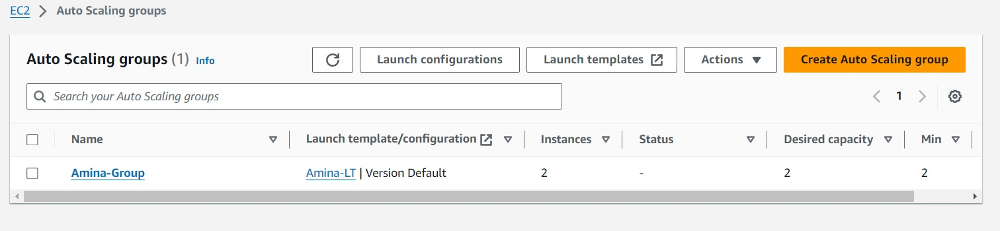 EC2 > Auto Scaling groups
Auto Scaling groups (1) Info
Launch configurations
Launch templates
Actions
Create Auto Scaling group
Search your Auto Scaling groups
1
Name Launch template/configuration Instances Status Desired capacity Min
Amina-Group Amina-LT | Version Default 2 - 2 2